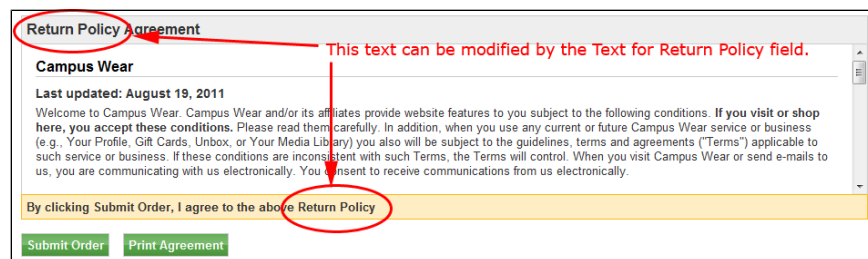 Return Policy Agreement
This text can be modified by the Text for Return Policy field.
Campus Wear
Last updated: August 19, 2011
Welcome to Campus Wear. Campus Wear and/or its affiliates provide website features to you subject to the following conditions. If you visit or shop
here, you accept these conditions. Please read them carefully. In addition, when you use any current or future Campus Wear service or business
(e.g., Your Profile, Gift Cards, Unbox, or Your Media Library) you also will be subject to the guidelines, terms and agreements ("Terms") applicable to
such service or business. If these conditions are inconsistent with such Terms, the Terms will control. When you visit Campus Wear or send e-mails to
us, you are communicating with us electronically. You consent to receive communications from us electronically.
By clicking Submit Order, I agree to the above Return Policy
Submit Order
Print Agreement